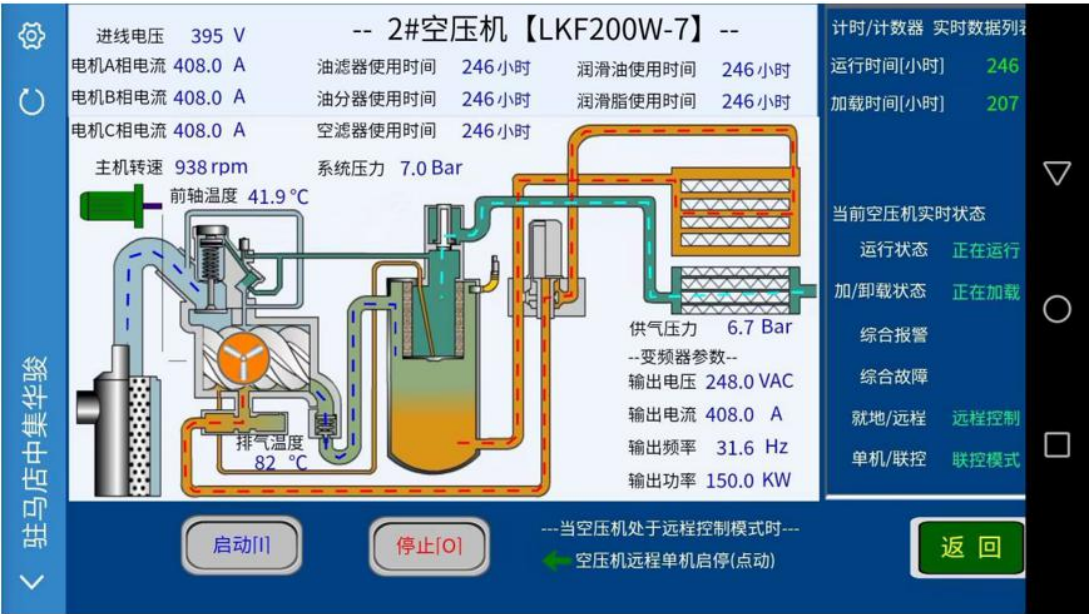 -- 2#空压机【LKF200W-7】 --
进线电压 395 V
电机A相电流 408.0 A 油滤器使用时间 246小时 润滑油使用时间 246小时
电机B相电流 408.0 A 油分器使用时间 246小时 润滑脂使用时间 246小时
电机C相电流 408.0 A 空滤器使用时间 246小时
主机转速 938rpm 系统压力 7.0 Bar
前轴温度 41.9 ℃
排气温度
82 ℃
供气压力 6.7 Bar
--变频器参数--
输出电压 248.0 VAC
输出电流 408.0 A
输出频率 31.6 Hz
输出功率 150.0 KW
计时/计数器 实时数据列表
运行时间[小时] 246
加载时间[小时] 207
当前空压机实时状态
运行状态 正在运行
加/卸载状态 正在加载
综合报警
综合故障
就地/远程 远程控制
单机/联控 联控模式
驻马店中集华骏
启动[I]
停止[O]
---当空压机处于远程控制模式时---
空压机远程单机启停(点动)
返 回